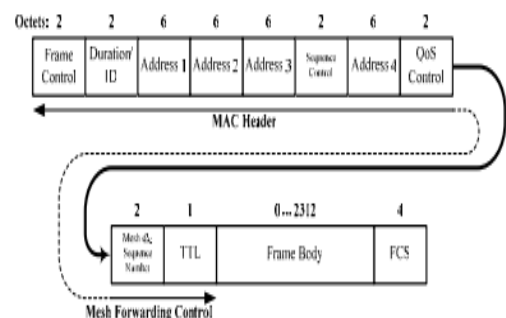 Octets: 2 2 6 6 6 2 6 2
Frame Control
Duration/ ID
Address 1
Address 2
Address 3
Sequence Control
Address 4
QoS Control
MAC Header
2 1 0...2312 4
Mesh Sequence Number
TTL
Frame Body
FCS
Mesh Forwarding Control